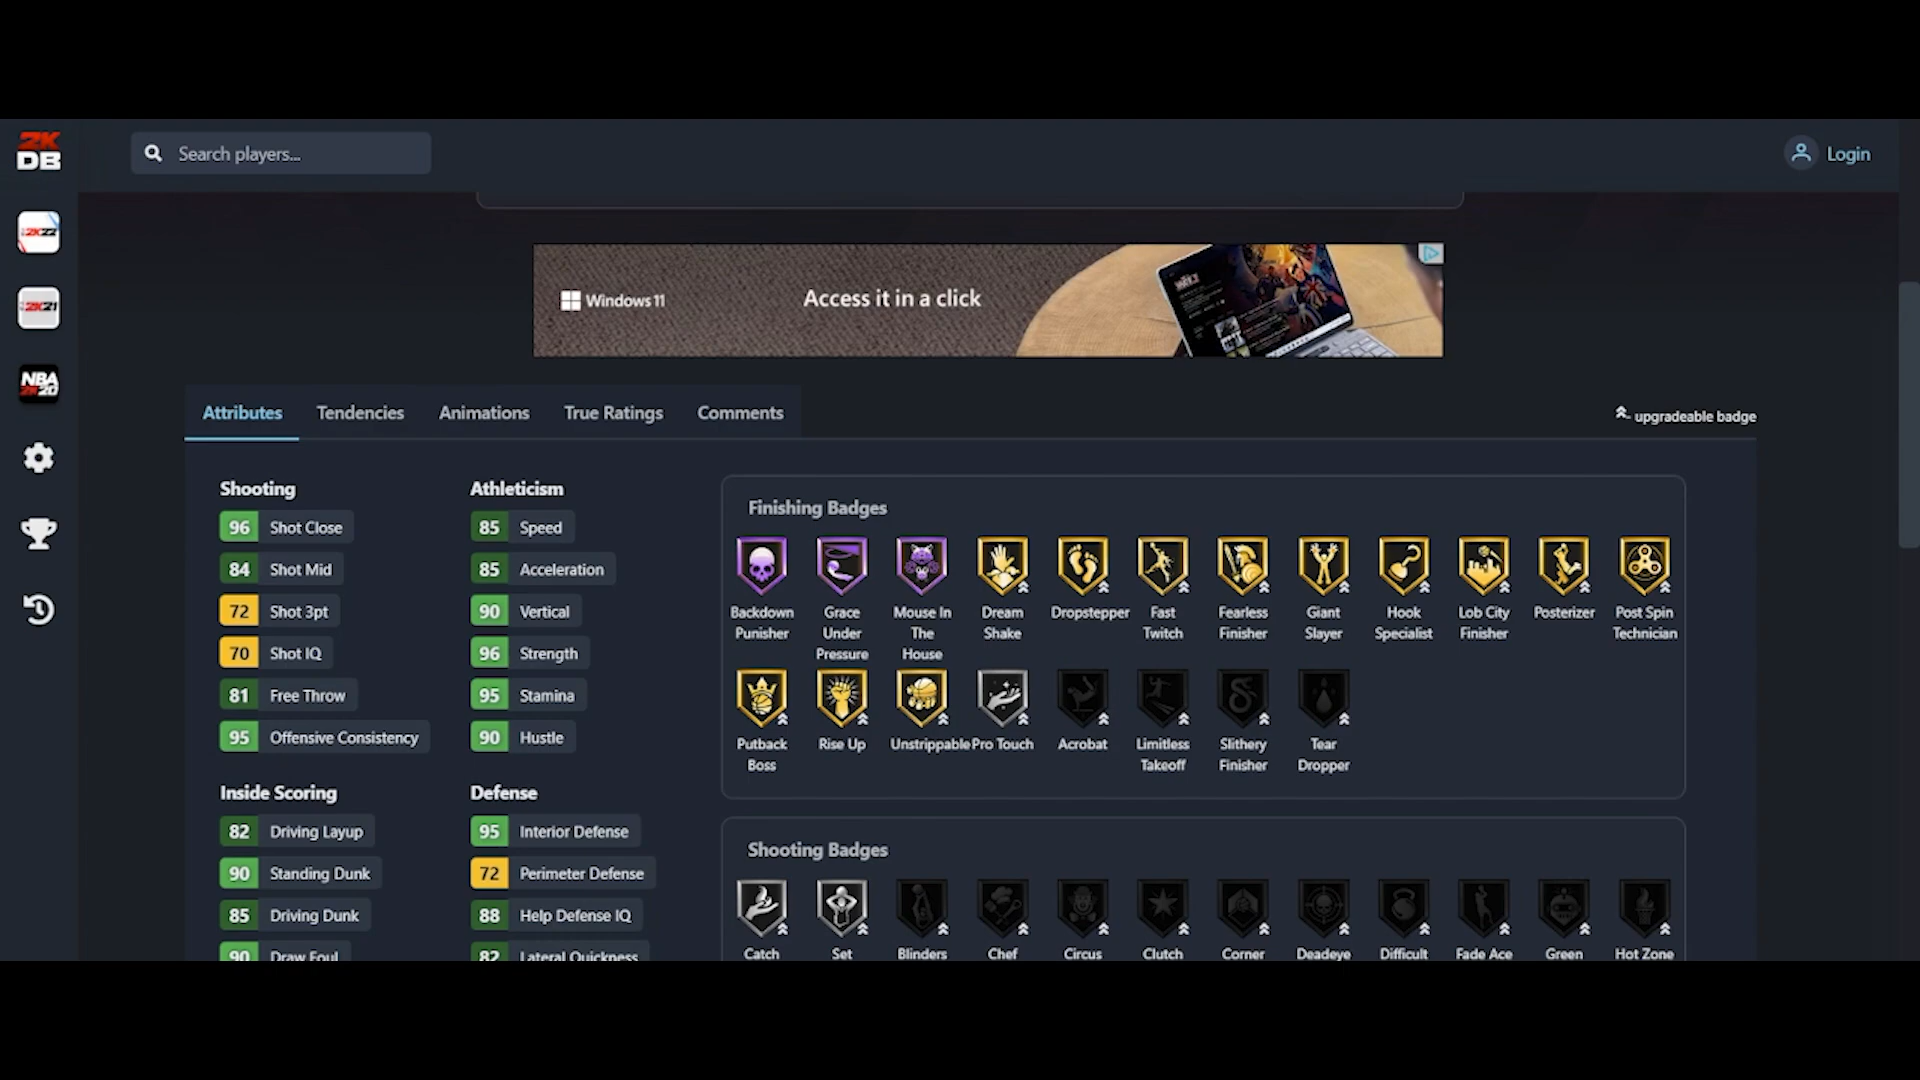 2K
DB
Search players...
Login
2K22
2K21
NBA
2K20
Windows 11
Access it in a click
Attributes
Tendencies
Animations
True Ratings
Comments
- upgradeable badge
Shooting
96 Shot Close
84 Shot Mid
72 Shot 3pt
70 Shot IQ
81 Free Throw
95 Offensive Consistency
Inside Scoring
82 Driving Layup
90 Standing Dunk
85 Driving Dunk
90 Draw Foul
Athleticism
85 Speed
85 Acceleration
90 Vertical
96 Strength
95 Stamina
90 Hustle
Defense
95 Interior Defense
72 Perimeter Defense
88 Help Defense IQ
82 Lateral Quickness
Finishing Badges
Backdown
Punisher
Grace
Under
Pressure
Mouse In
The
House
Dream
Shake
Dropstepper
Fast
Twitch
Fearless
Finisher
Giant
Slayer
Hook
Specialist
Lob City
Finisher
Posterizer
Post Spin
Technician
Putback
Boss
Rise Up
Unstrippable
Pro Touch
Acrobat
Limitless
Takeoff
Slithery
Finisher
Tear
Dropper
Shooting Badges
Catch
Set
Blinders
Chef
Circus
Clutch
Corner
Deadeye
Difficult
Fade Ace
Green
Hot Zone